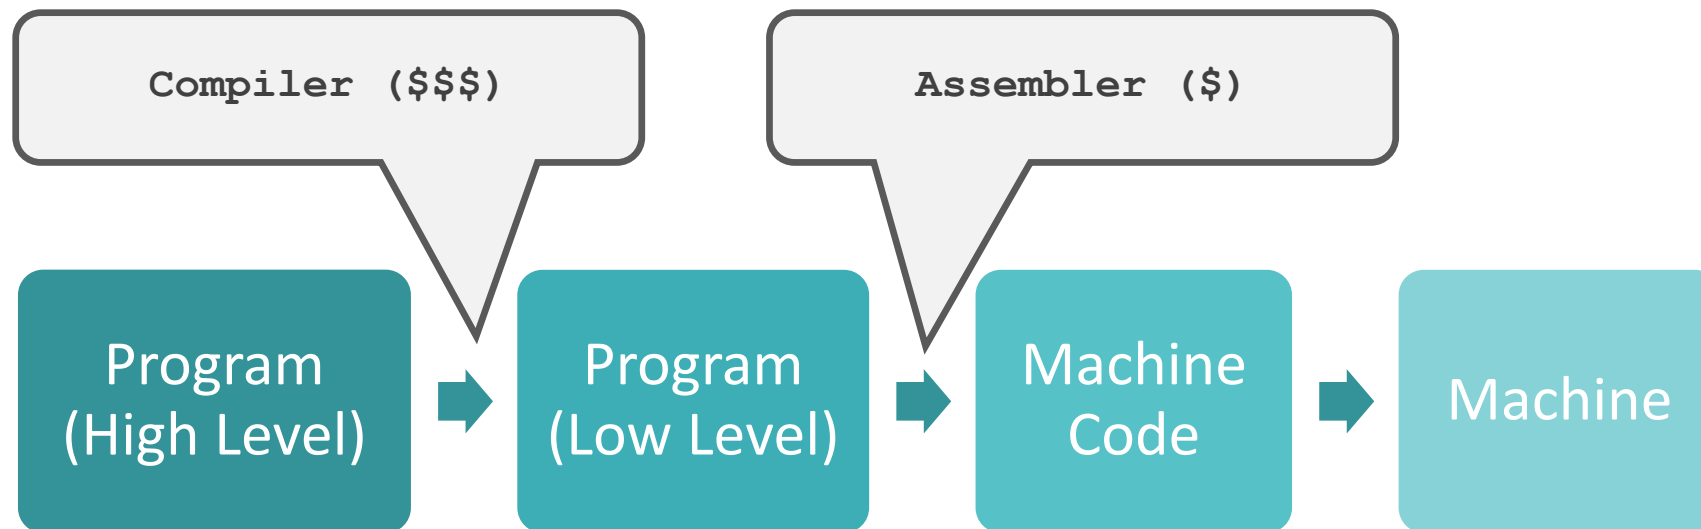 Compiler ($$$)
Assembler ($)
Program
(High Level)
Program
(Low Level)
Machine
Code
Machine